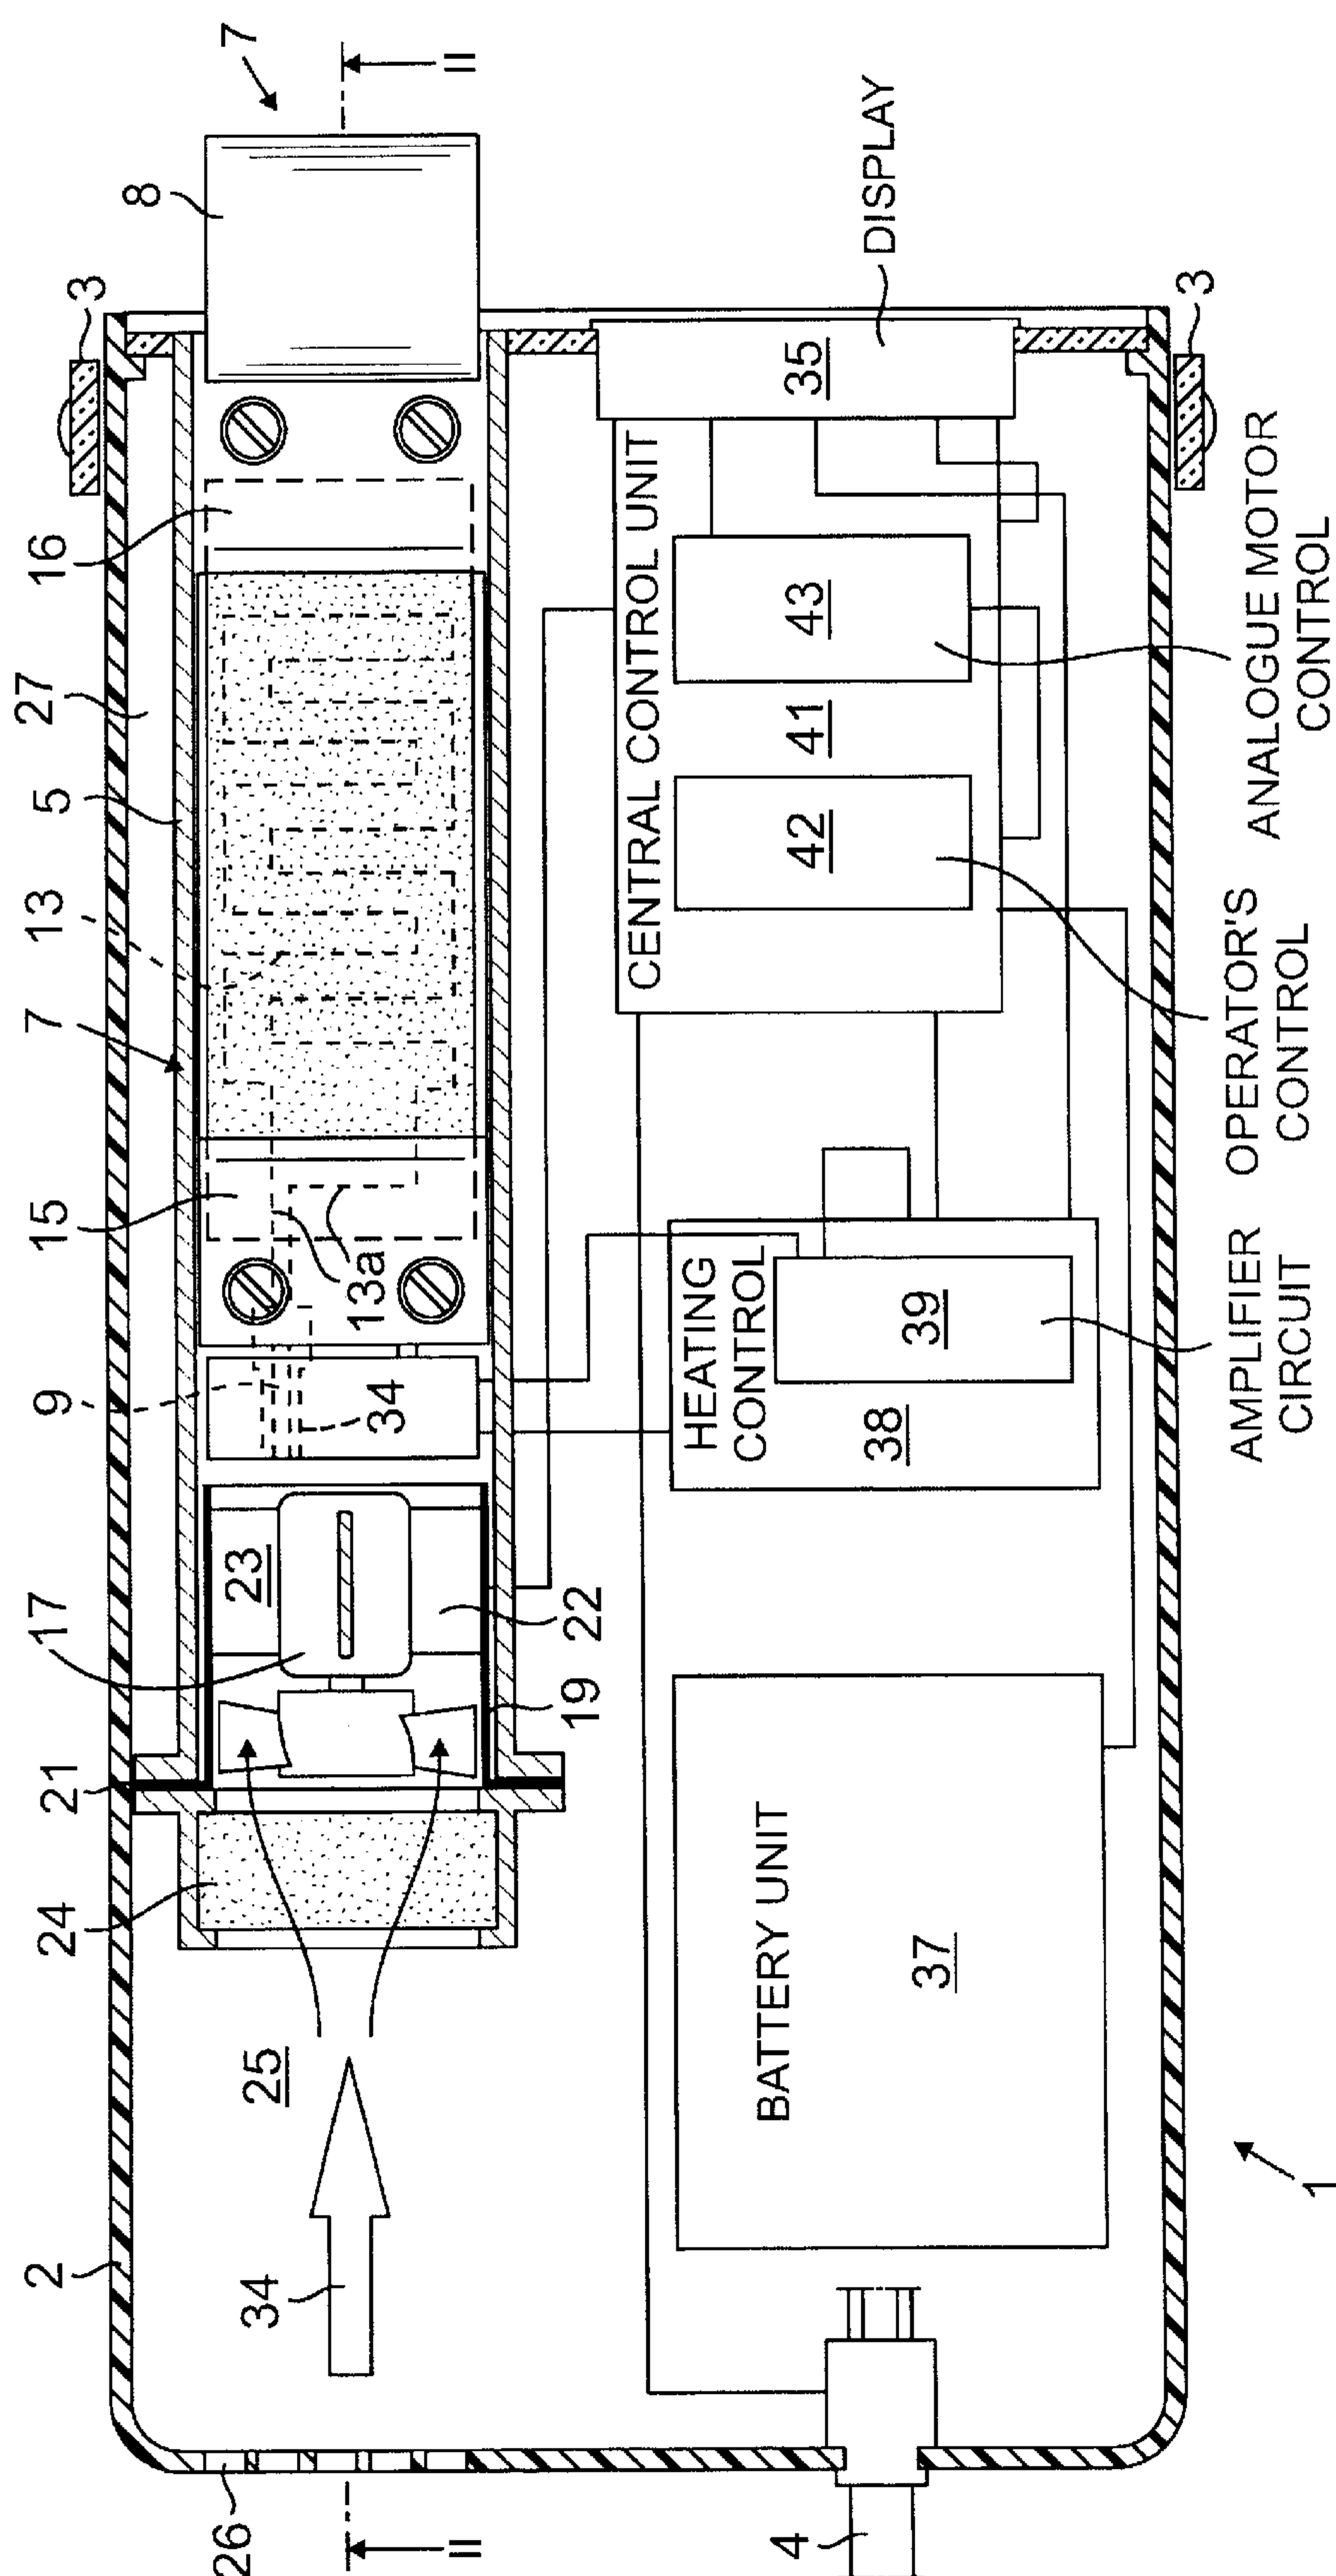 7
II
8
3
DISPLAY
3
35
16
27
5
13
7
15
13a
9
34
CENTRAL CONTROL UNIT
43
41
42
ANALOGUE MOTOR
CONTROL
OPERATOR'S
CONTROL
HEATING
CONTROL
39
38
AMPLIFIER
CIRCUIT
17
23
22
19
21
24
25
BATTERY UNIT
37
2
34
1
26
II
4